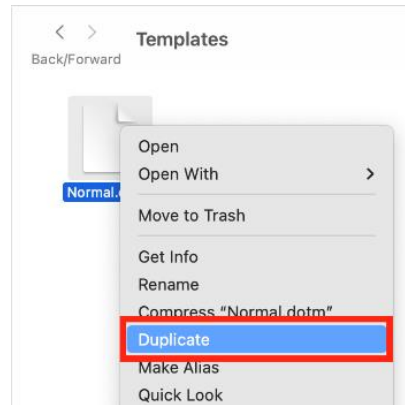 Templates
Back/Forward
Normal.
Open
Open With
Move to Trash
Get Info
Rename
Compress "Normal.dotm"
Duplicate
Make Alias
Quick Look